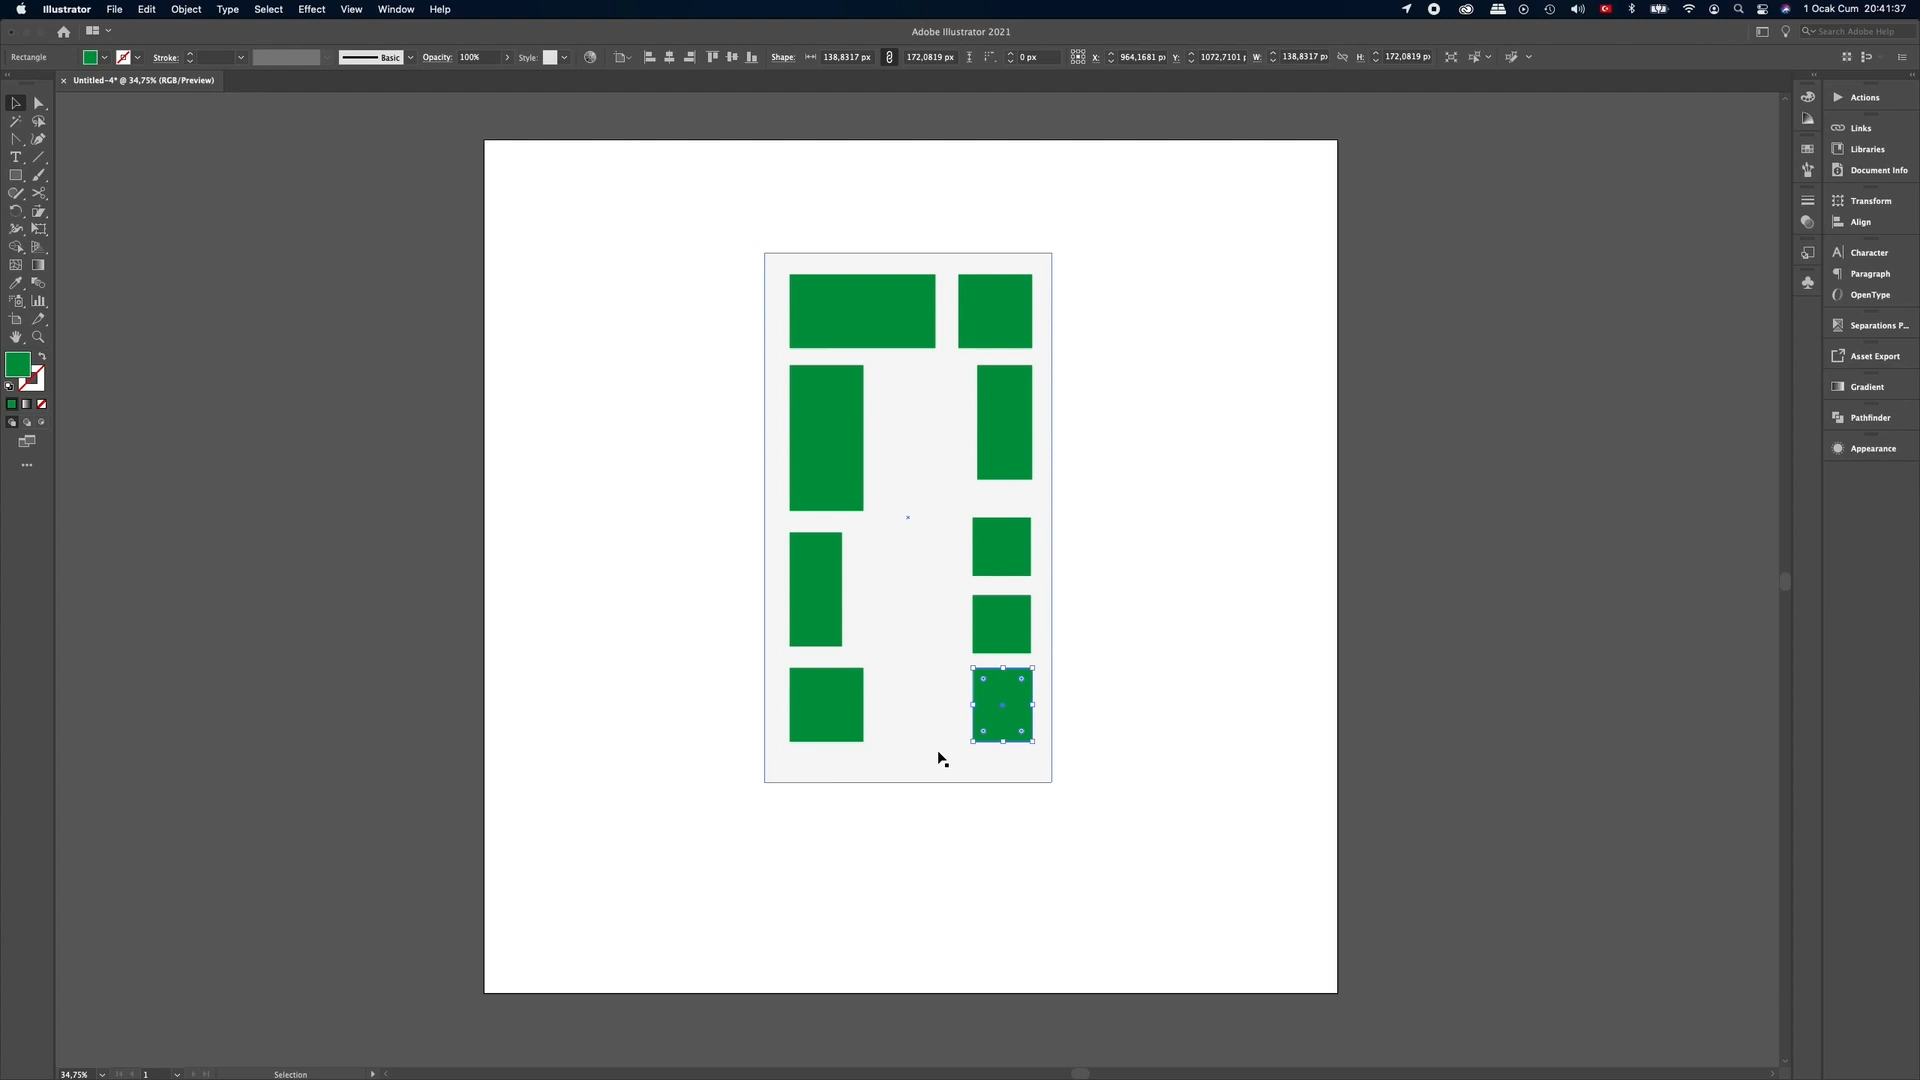 Illustrator File Edit Object Type Select Effect View Window Help
1 Ocak Cum 20:41:37
Adobe Illustrator 2021
Search Adobe Help
Rectangle
Stroke:
Basic
Opacity: 100%
Style:
Shape: 138,8317 px
172,0819 px
0 px
X: 964,1681 p
Y: 1072,7101
W: 138,8317 p
H: 172,0819 p
× Untitled-4* @ 34,75% (RGB/Preview)
Actions
Links
Libraries
Document Info
Transform
Align
Character
Paragraph
OpenType
Separations P...
Asset Export
Gradient
Pathfinder
Appearance
34,75%
1
Selection